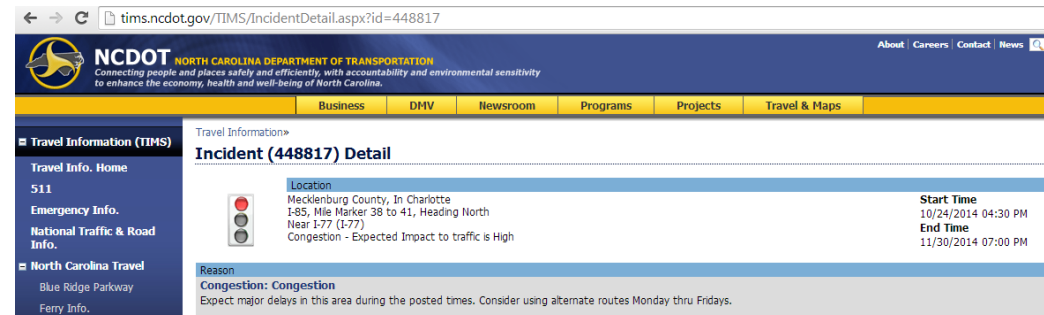 tims.ncdot.gov/TIMS/IncidentDetail.aspx?id=448817
About | Careers | Contact | News
NCDOT NORTH CAROLINA DEPARTMENT OF TRANSPORTATION
Connecting people and places safely and efficiently, with accountability and environmental sensitivity
to enhance the economy, health and well-being of North Carolina.
Business DMV Newsroom Programs Projects Travel & Maps
Travel Information (TIMS)
Travel Info. Home
511
Emergency Info.
National Traffic & Road
Info.
North Carolina Travel
Blue Ridge Parkway
Ferry Info.
Travel Information»
Incident (448817) Detail
Location
Mecklenburg County, In Charlotte
I-85, Mile Marker 38 to 41, Heading North
Near I-77 (I-77)
Congestion - Expected Impact to traffic is High
Start Time
10/24/2014 04:30 PM
End Time
11/30/2014 07:00 PM
Reason
Congestion: Congestion
Expect major delays in this area during the posted times. Consider using alternate routes Monday thru Fridays.